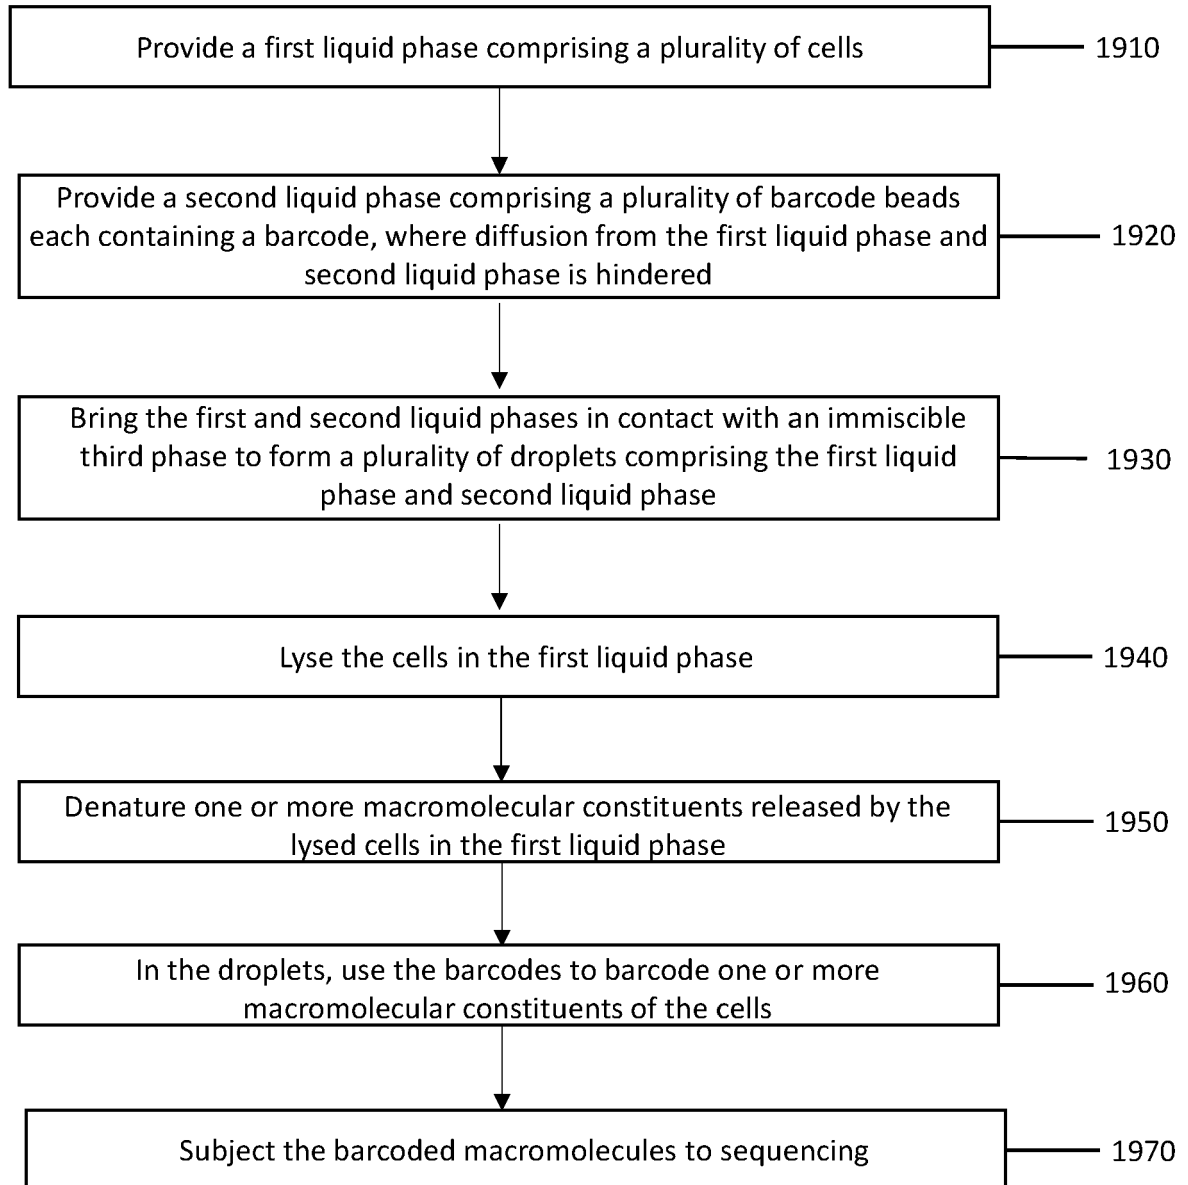 Provide a first liquid phase comprising a plurality of cells
1910
Provide a second liquid phase comprising a plurality of barcode beads
each containing a barcode, where diffusion from the first liquid phase and
second liquid phase is hindered
1920
Bring the first and second liquid phases in contact with an immiscible
third phase to form a plurality of droplets comprising the first liquid
phase and second liquid phase
1930
Lyse the cells in the first liquid phase
1940
Denature one or more macromolecular constituents released by the
lysed cells in the first liquid phase
1950
In the droplets, use the barcodes to barcode one or more
macromolecular constituents of the cells
1960
Subject the barcoded macromolecules to sequencing
1970